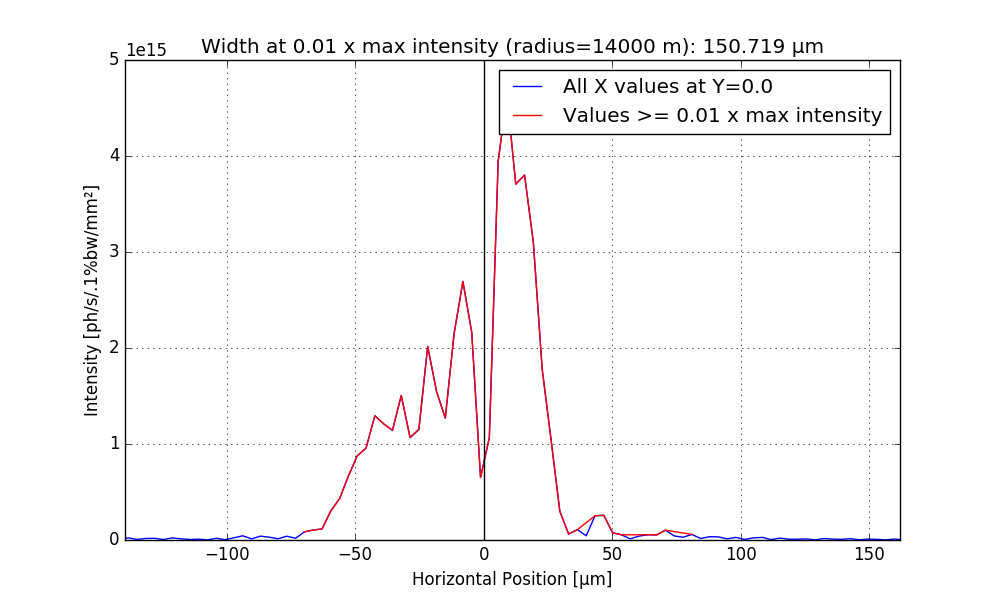 Width at 0.01 x max intensity (radius=14000 m): 150.719 µm
1e15
All X values at Y=0.0
Values >= 0.01 x max intensity
5
4
3
2
1
0
Intensity [ph/s/.1%bw/mm²]
−100
−50
0
50
100
150
Horizontal Position [µm]